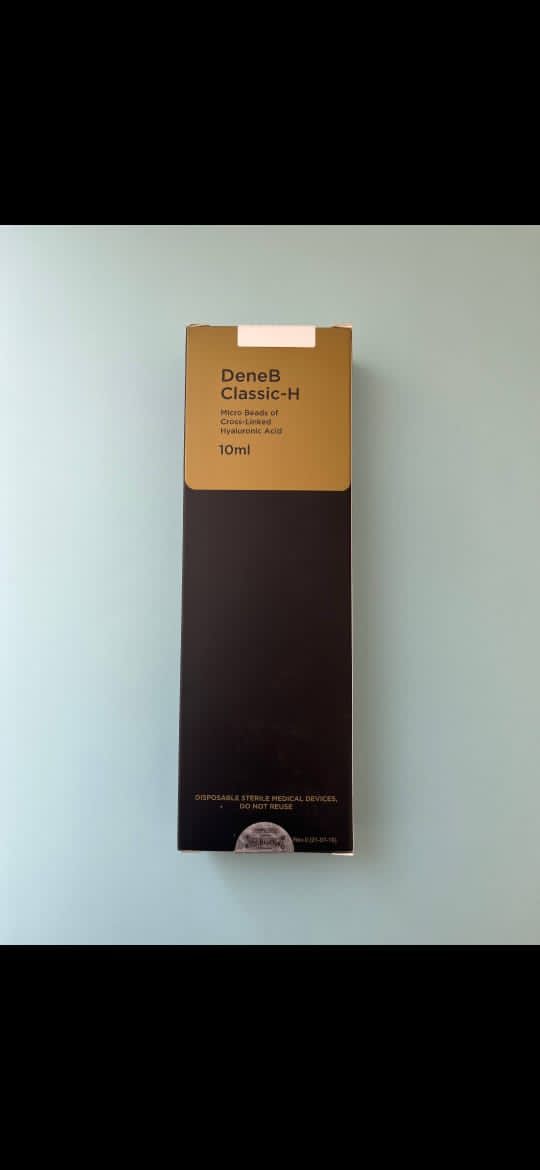 DeneB
Classic-H
Micro Beads of
Cross-Linked
Hyaluronic Acid
10ml
DISPOSABLE STERILE MEDICAL DEVICES,
DO NOT REUSE